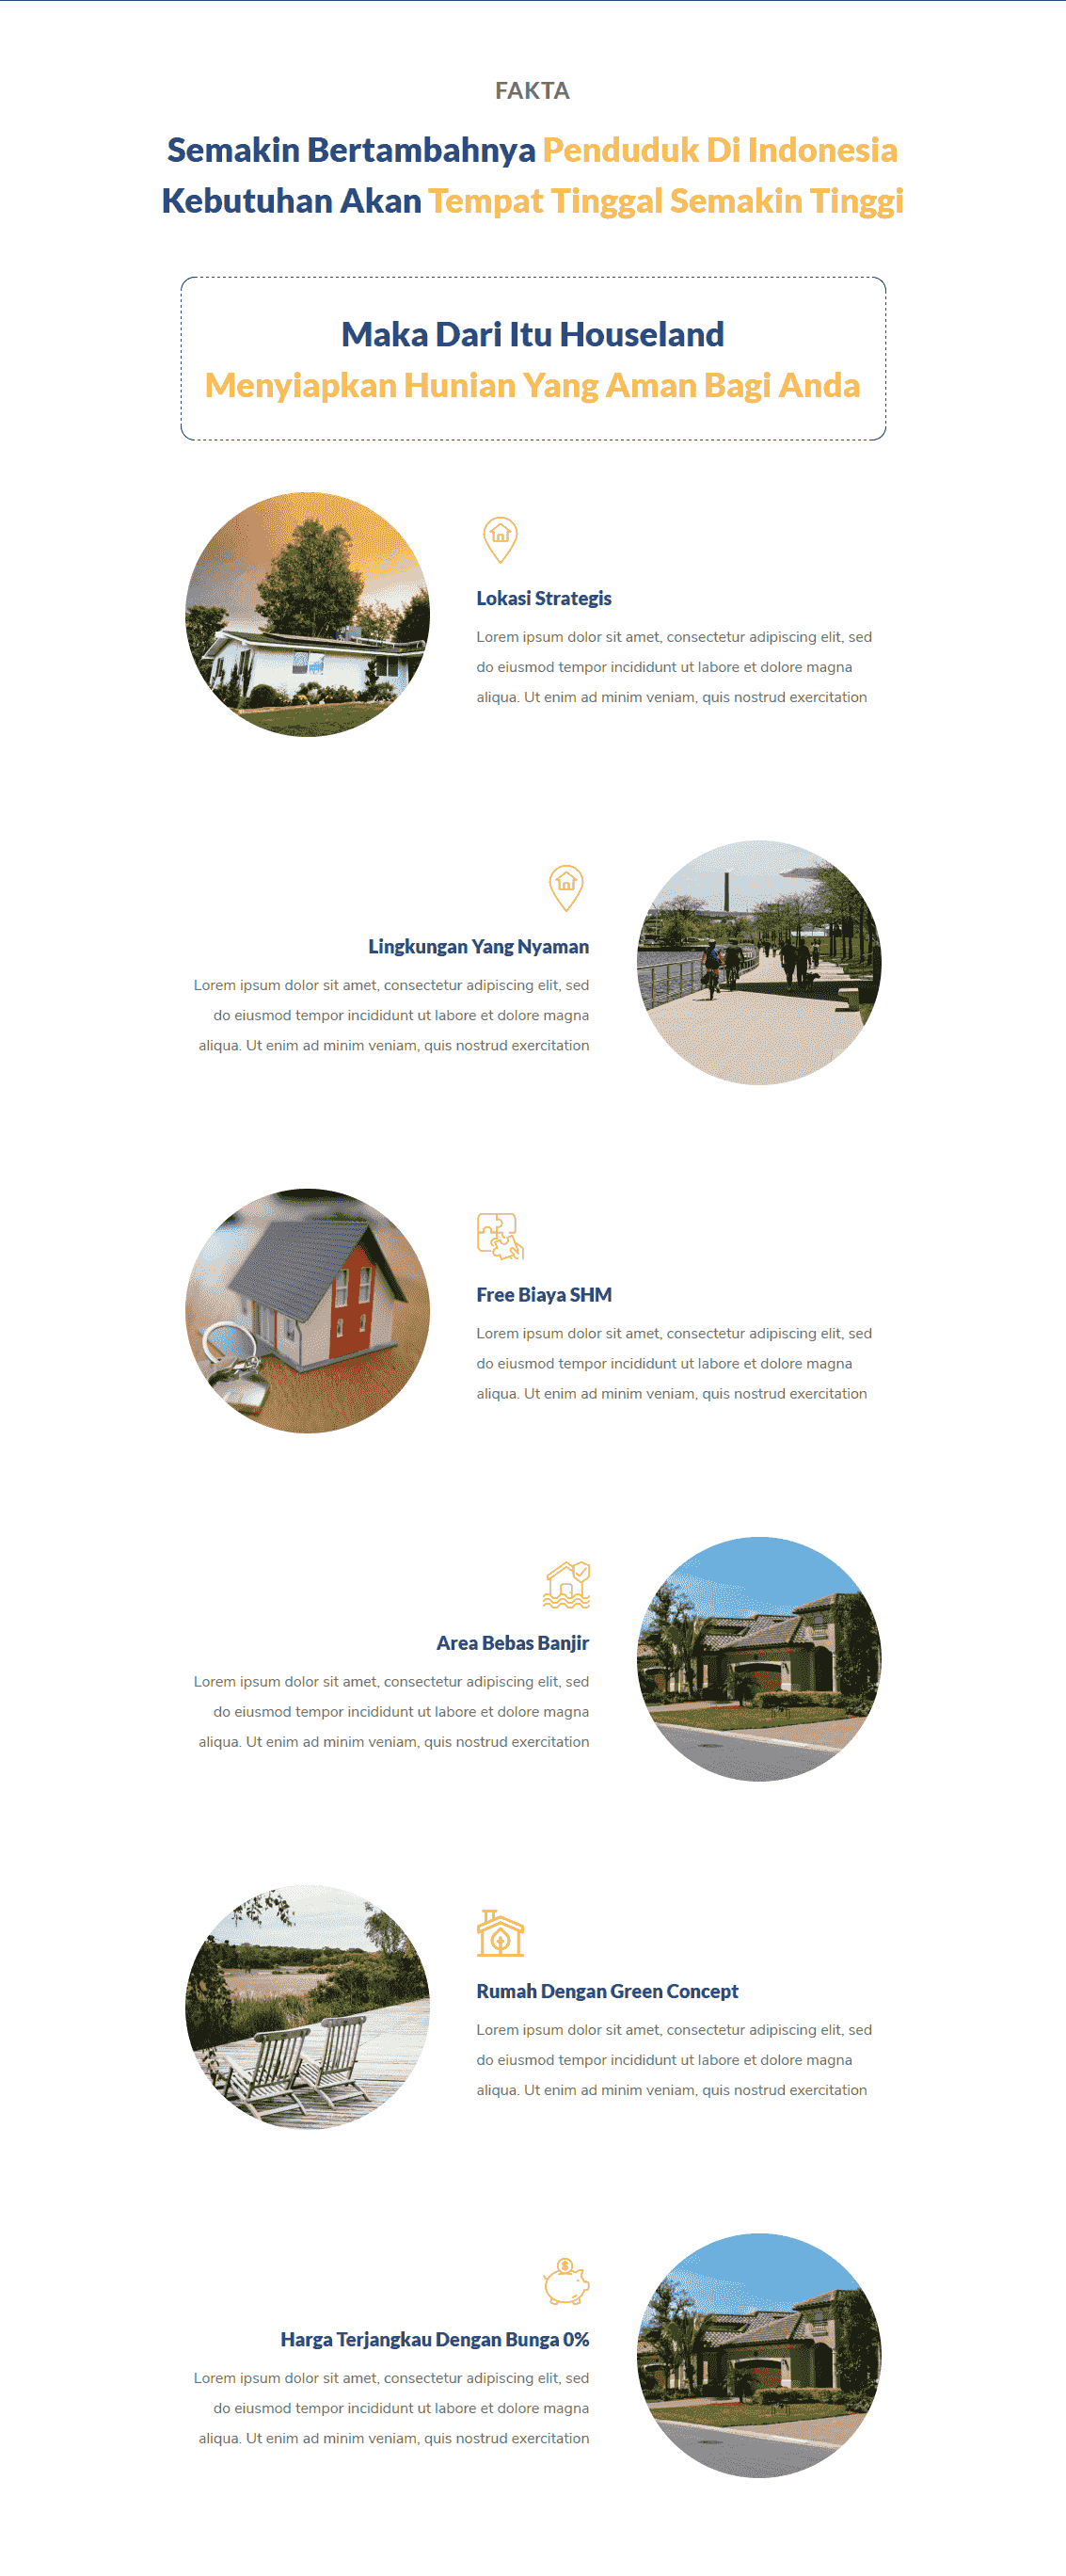 FAKTA
Semakin Bertambahnya Penduduk Di Indonesia
Kebutuhan Akan Tempat Tinggal Semakin Tinggi
Maka Dari Itu Houseland
Menyiapkan Hunian Yang Aman Bagi Anda
Lokasi Strategis
Lorem ipsum dolor sit amet, consectetur adipiscing elit, sed
do eiusmod tempor incididunt ut labore et dolore magna
aliqua. Ut enim ad minim veniam, quis nostrud exercitation
Lingkungan Yang Nyaman
Lorem ipsum dolor sit amet, consectetur adipiscing elit, sed
do eiusmod tempor incididunt ut labore et dolore magna
aliqua. Ut enim ad minim veniam, quis nostrud exercitation
Free Biaya SHM
Lorem ipsum dolor sit amet, consectetur adipiscing elit, sed
do eiusmod tempor incididunt ut labore et dolore magna
aliqua. Ut enim ad minim veniam, quis nostrud exercitation
Area Bebas Banjir
Lorem ipsum dolor sit amet, consectetur adipiscing elit, sed
do eiusmod tempor incididunt ut labore et dolore magna
aliqua. Ut enim ad minim veniam, quis nostrud exercitation
Rumah Dengan Green Concept
Lorem ipsum dolor sit amet, consectetur adipiscing elit, sed
do eiusmod tempor incididunt ut labore et dolore magna
aliqua. Ut enim ad minim veniam, quis nostrud exercitation
Harga Terjangkau Dengan Bunga 0%
Lorem ipsum dolor sit amet, consectetur adipiscing elit, sed
do eiusmod tempor incididunt ut labore et dolore magna
aliqua. Ut enim ad minim veniam, quis nostrud exercitation